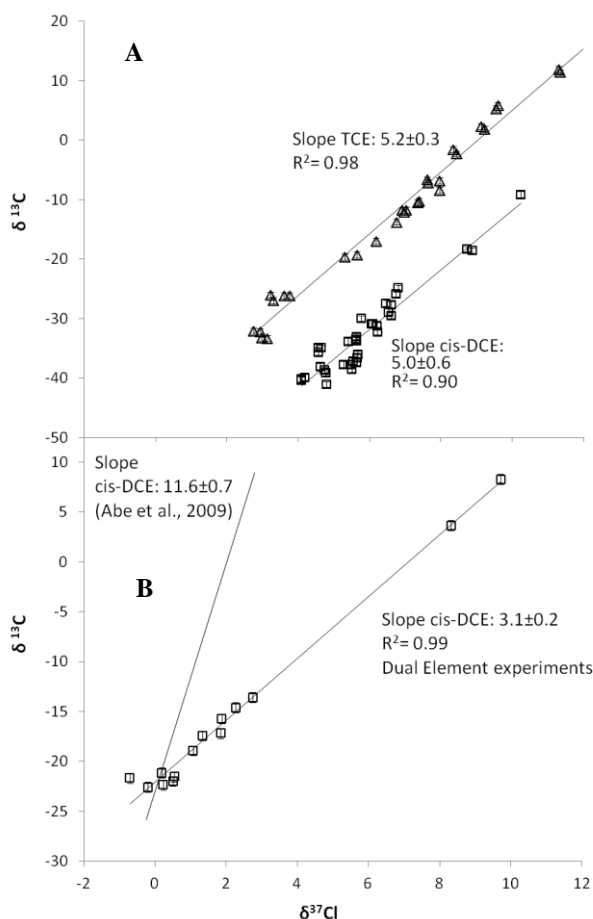 20
A
10
0
-10
-20
-30
-40
-50
δ ¹³C
Slope TCE: 5.2±0.3
R²= 0.98
Slope cis-DCE:
5.0±0.6
R²= 0.90
10
5
0
-5
-10
-15
-20
-25
-30
δ ¹³C
Slope
cis-DCE: 11.6±0.7
(Abe et al., 2009)
B
Slope cis-DCE: 3.1±0.2
R²= 0.99
Dual Element experiments
-2 0 2 4 6 8 10 12
δ³⁷Cl